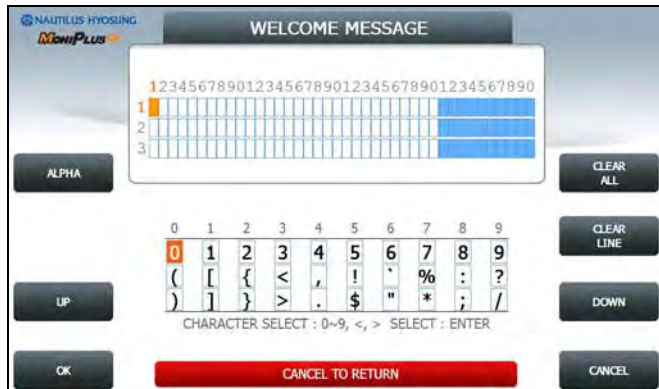 NAUTILUS HYOSUNG
MoniPlus
WELCOME MESSAGE
1234567890123456789012345678901234567890
1
2
3
ALPHA
CLEAR ALL
0 1 2 3 4 5 6 7 8 9
0 1 2 3 4 5 6 7 8 9
( [ { < , ! ` % : ?
) ] } > . $ " * ; /
CLEAR LINE
UP
DOWN
CHARACTER SELECT : 0~9, <, > SELECT : ENTER
OK
CANCEL TO RETURN
CANCEL